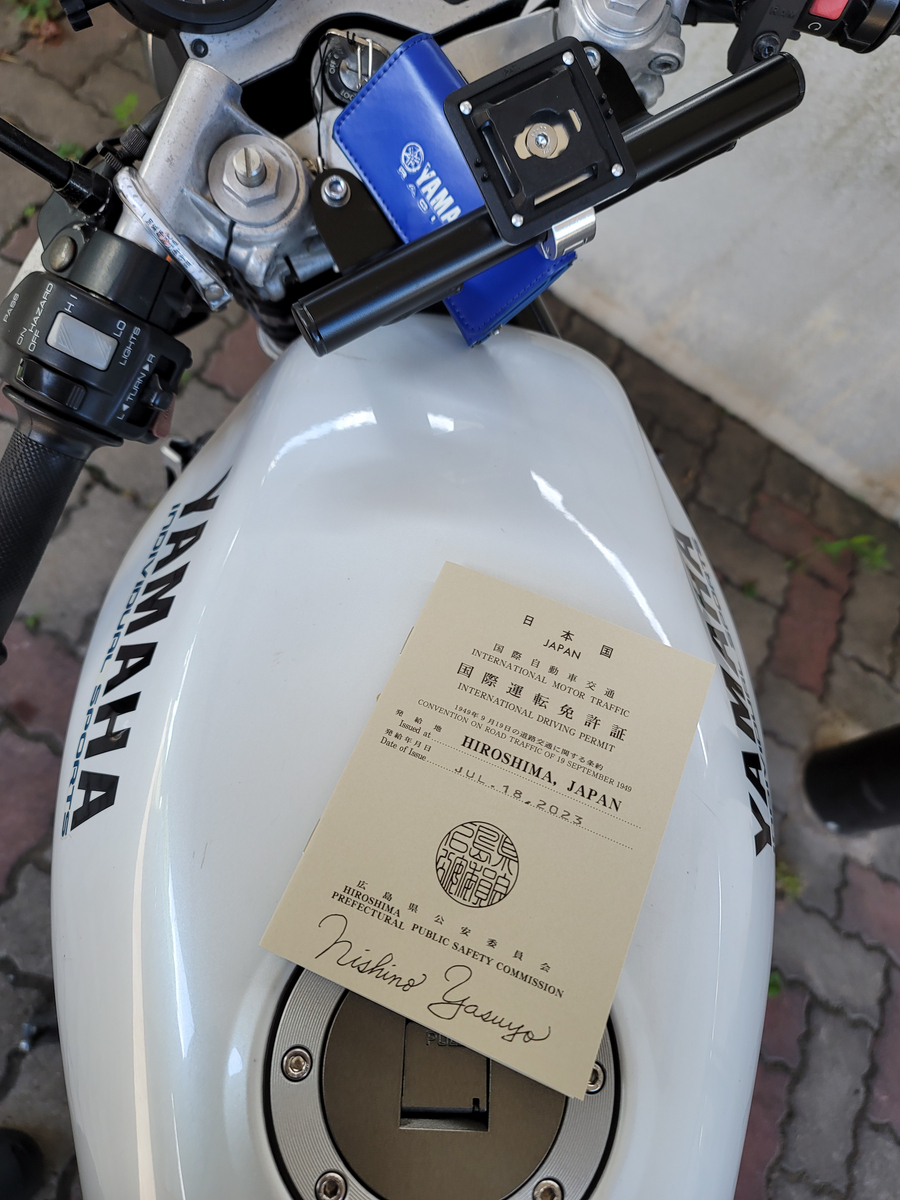 OFF
LOCK
YAMA
PASS
HAZARD
ON
OFF
HI
LO
LIGHTS
L◄TURN►R
YAMAHA
INDIVIDUAL SPORTS
YAMAHA
日本国
JAPAN
国際自動車交通
INTERNATIONAL MOTOR TRAFFIC
国際運転免許証
INTERNATIONAL DRIVING PERMIT
1949年9月19日の道路交通に関する条約
CONVENTION ON ROAD TRAFFIC OF 19 SEPTEMBER 1949
発給地
Issued at HIROSHIMA, JAPAN
発給年月日
Date of Issue JUL. 18, 2023
広島県公安委員会
HIROSHIMA
PREFECTURAL PUBLIC SAFETY COMMISSION
Nishino Yasuyo